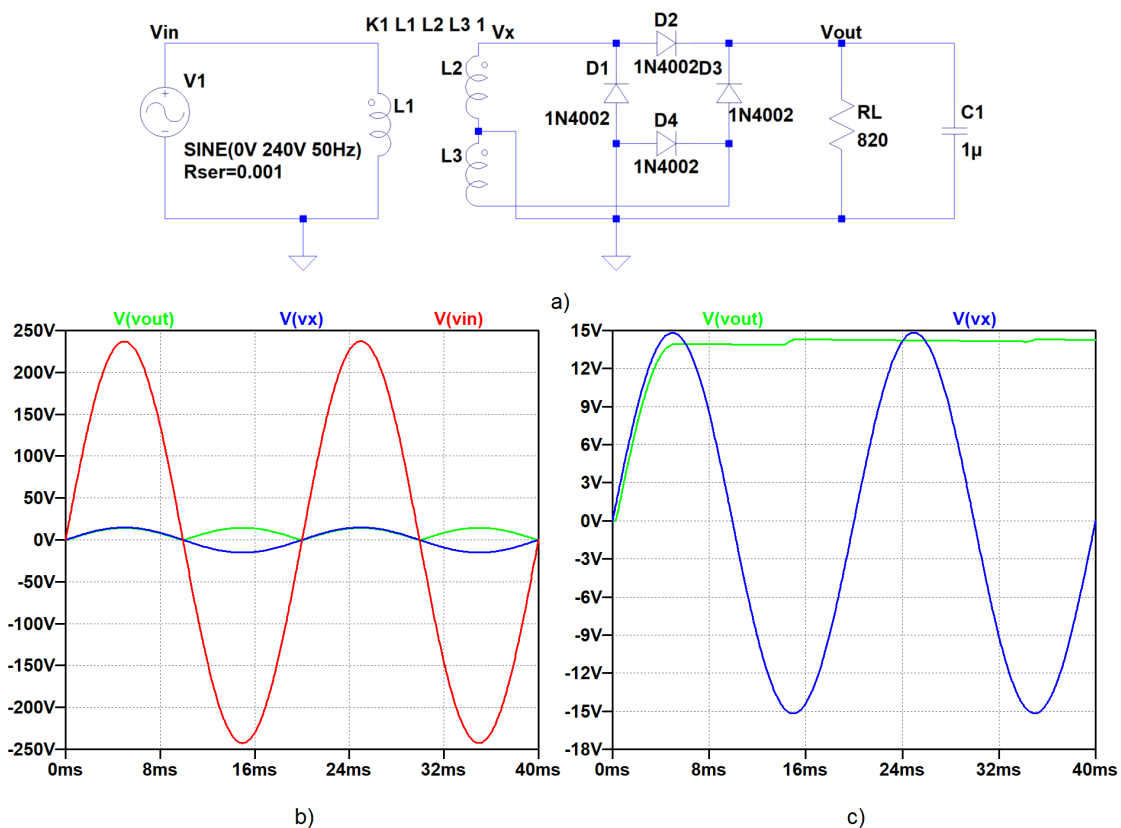 K1 L1 L2 L3 1
Vin
Vx
D2
Vout
V1
L1
L2
D1
1N4002
D3
RL
820
C1
1µ
1N4002
1N4002
D4
1N4002
L3
SINE(0V 240V 50Hz)
Rser=0.001
a)
V(vout) V(vx) V(vin)
250V
200V
150V
100V
50V
0V
-50V
-100V
-150V
-200V
-250V
0ms 8ms 16ms 24ms 32ms 40ms
b)
V(vout) V(vx)
15V
12V
9V
6V
3V
0V
-3V
-6V
-9V
-12V
-15V
-18V
0ms 8ms 16ms 24ms 32ms 40ms
c)